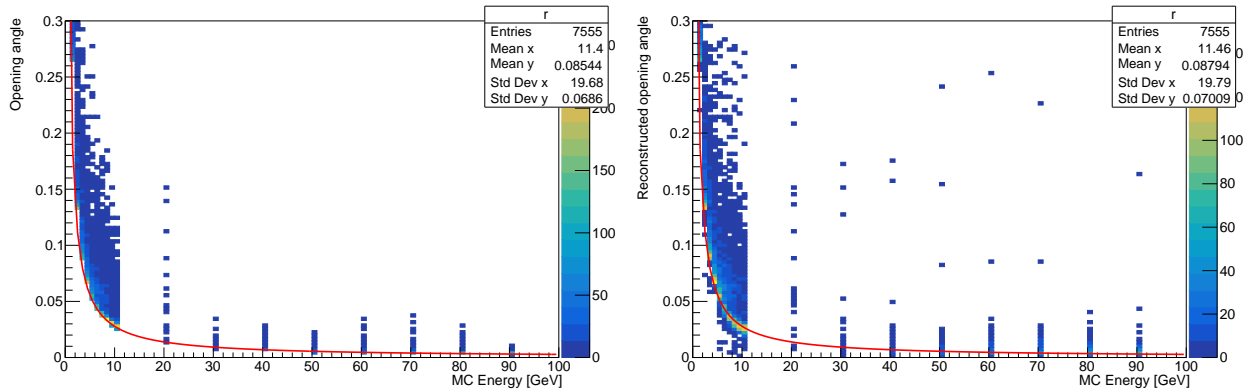 r
Entries 7555
Mean x 11.4
Mean y 0.08544
Std Dev x 19.68
Std Dev y 0.0686
Opening angle
0.3
0.25
0.2
0.15
0.1
0.05
0
0 10 20 30 40 50 60 70 80 90 100
MC Energy [GeV]
200
150
100
50
0
r
Entries 7555
Mean x 11.46
Mean y 0.08794
Std Dev x 19.79
Std Dev y 0.07009
Reconstructed opening angle
0.3
0.25
0.2
0.15
0.1
0.05
0
0 10 20 30 40 50 60 70 80 90 100
MC Energy [GeV]
100
80
60
40
20
0